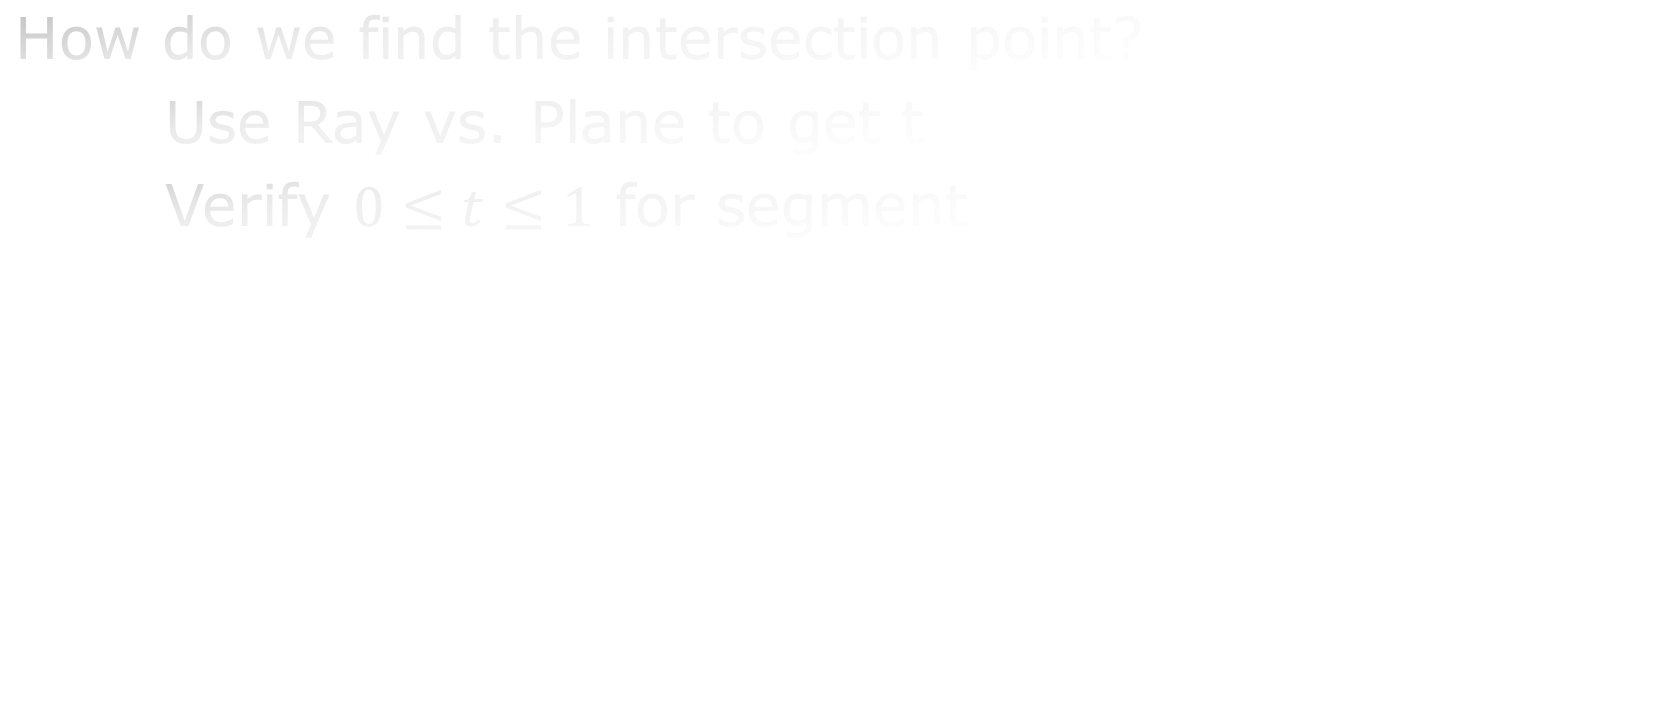 How do we find the intersection point?
Use Ray vs. Plane to get t
Verify 0 ≤ t ≤ 1 for segment